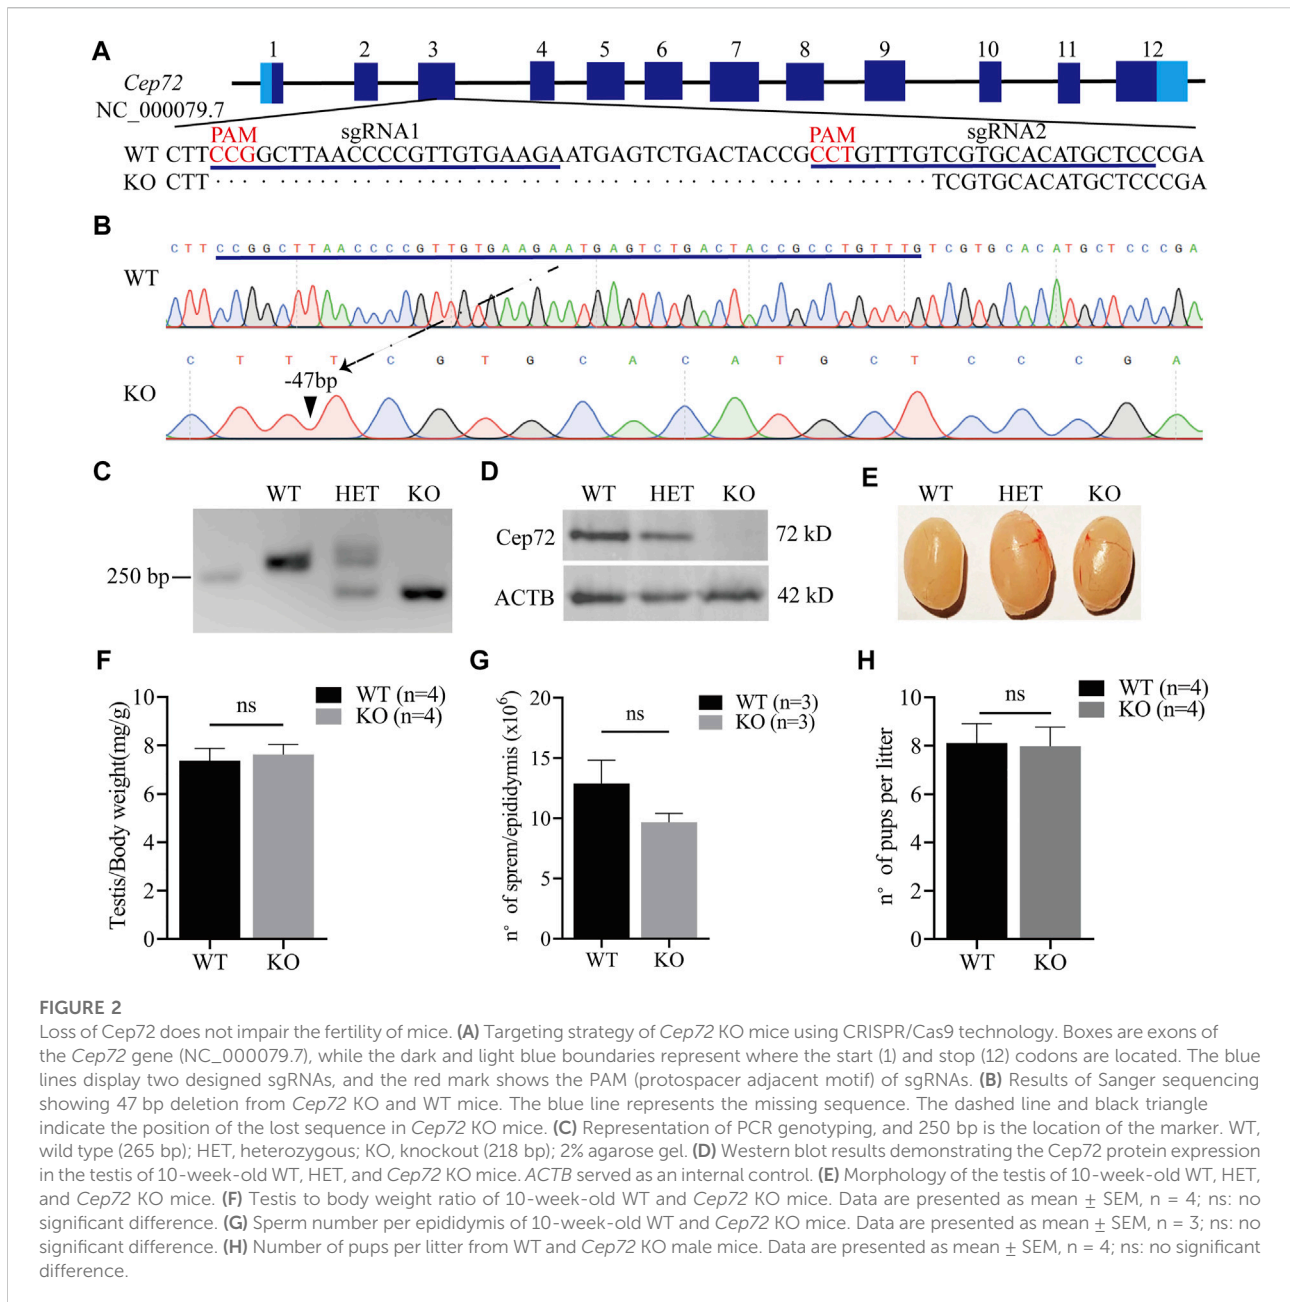 A
1 2 3 4 5 6 7 8 9 10 11 12
Cep72
NC_000079.7
PAM sgRNA1 PAM sgRNA2
WT CTTCCGGCTTAACCCCGTTGTGAAGAATGAGTCTGACTACCGCCTGTTTGTCGTGCACATGCTCCCGA
KO CTT TCGTGCACATGCTCCCGA
B
CTTCCGGCTTAACCCCGTTGTGAAGAATGAGTCTGACTACCGCCTGTTTGTCGTGCACATGCTCCCGA
WT
C T T T C G T G C A C A T G C T C C C G A
-47bp
KO
C
WT HET KO
250 bp
D
WT HET KO
Cep72 72 kD
ACTB 42 kD
E
WT HET KO
F
WT (n=4)
KO (n=4)
ns
Testis/Body weight(mg/g)
10
8
6
4
2
0
WT KO
G
WT (n=3)
KO (n=3)
ns
n° of sprem/epididymis (x10⁶)
20
15
10
5
0
WT KO
H
WT (n=4)
KO (n=4)
ns
n° of pups per litter
10
8
6
4
2
0
WT KO
FIGURE 2
Loss of Cep72 does not impair the fertility of mice. (A) Targeting strategy of Cep72 KO mice using CRISPR/Cas9 technology. Boxes are exons of
the Cep72 gene (NC_000079.7), while the dark and light blue boundaries represent where the start (1) and stop (12) codons are located. The blue
lines display two designed sgRNAs, and the red mark shows the PAM (protospacer adjacent motif) of sgRNAs. (B) Results of Sanger sequencing
showing 47 bp deletion from Cep72 KO and WT mice. The blue line represents the missing sequence. The dashed line and black triangle
indicate the position of the lost sequence in Cep72 KO mice. (C) Representation of PCR genotyping, and 250 bp is the location of the marker. WT,
wild type (265 bp); HET, heterozygous; KO, knockout (218 bp); 2% agarose gel. (D) Western blot results demonstrating the Cep72 protein expression
in the testis of 10-week-old WT, HET, and Cep72 KO mice. ACTB served as an internal control. (E) Morphology of the testis of 10-week-old WT, HET,
and Cep72 KO mice. (F) Testis to body weight ratio of 10-week-old WT and Cep72 KO mice. Data are presented as mean ± SEM, n = 4; ns: no
significant difference. (G) Sperm number per epididymis of 10-week-old WT and Cep72 KO mice. Data are presented as mean ± SEM, n = 3; ns: no
significant difference. (H) Number of pups per litter from WT and Cep72 KO male mice. Data are presented as mean ± SEM, n = 4; ns: no significant
difference.